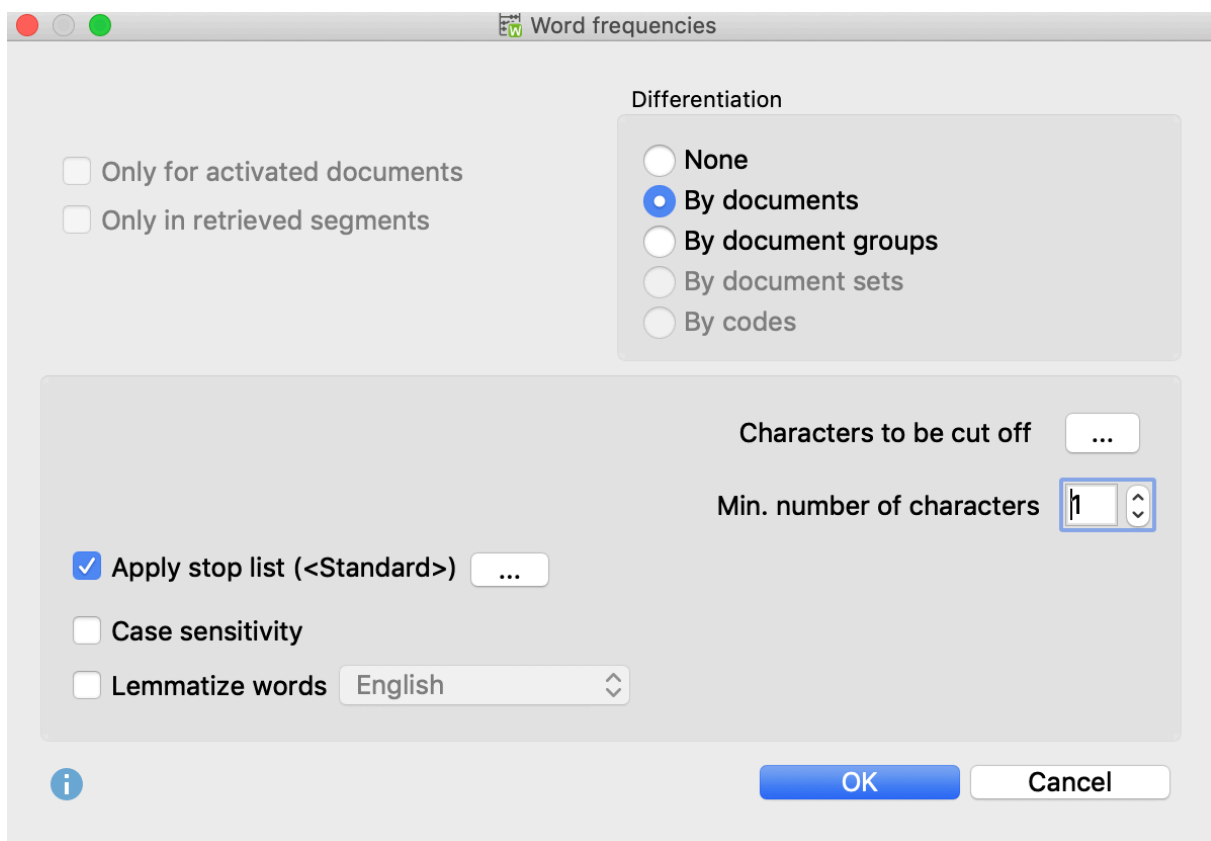 Word frequencies
Differentiation
Only for activated documents
Only in retrieved segments
None
By documents
By document groups
By document sets
By codes
Characters to be cut off ...
Min. number of characters 1
Apply stop list (<Standard>) ...
Case sensitivity
Lemmatize words English
OK Cancel